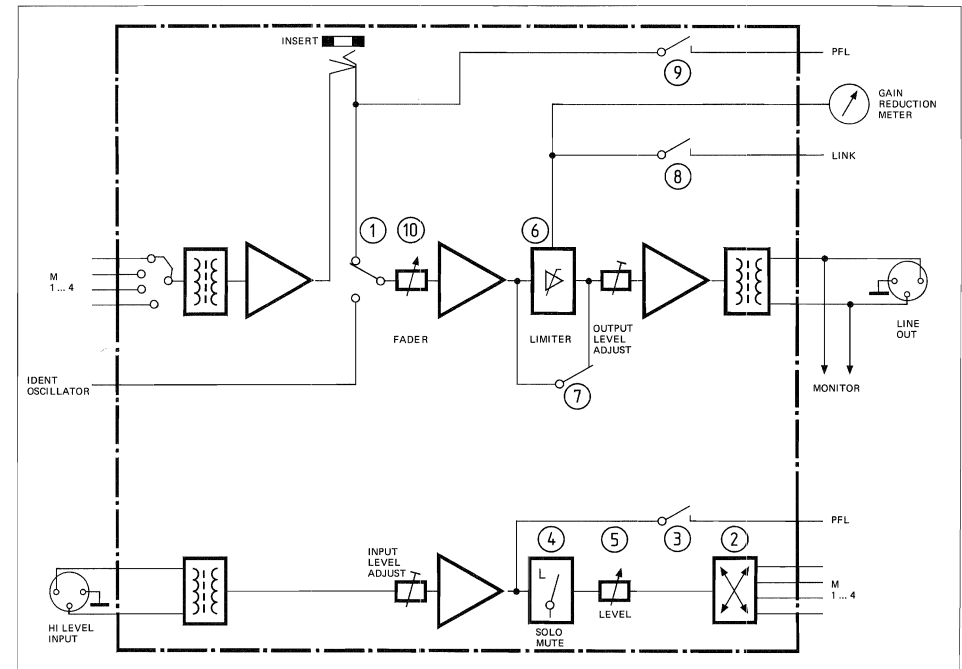 INSERT
PFL
9
GAIN
REDUCTION
METER
LINK
8
1
10
6
M
1 ... 4
FADER
LIMITER
OUTPUT
LEVEL
ADJUST
LINE
OUT
7
MONITOR
IDENT
OSCILLATOR
PFL
3
4
5
2
INPUT
LEVEL
ADJUST
L
M
1 ... 4
LEVEL
SOLO
MUTE
HI LEVEL
INPUT